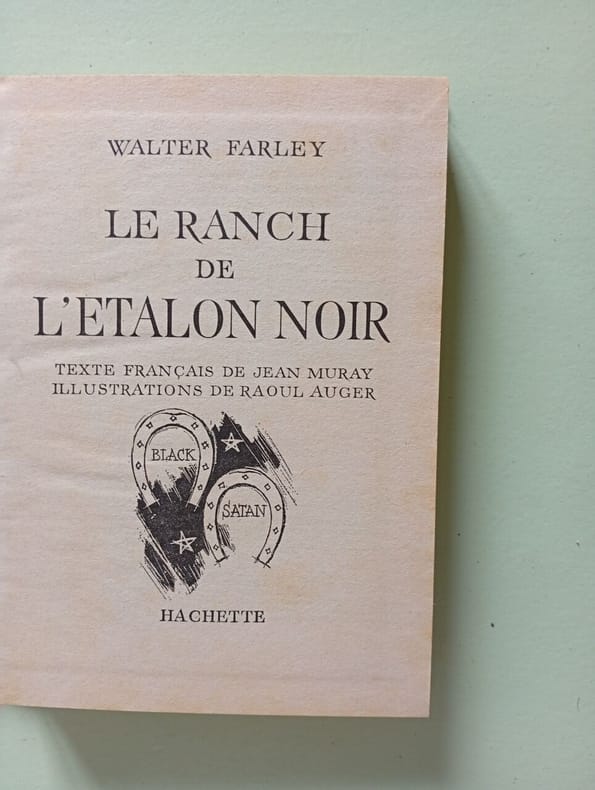 WALTER FARLEY
LE RANCH
DE
L'ETALON NOIR
TEXTE FRANÇAIS DE JEAN MURAY
ILLUSTRATIONS DE RAOUL AUGER
BLACK
SATAN
HACHETTE